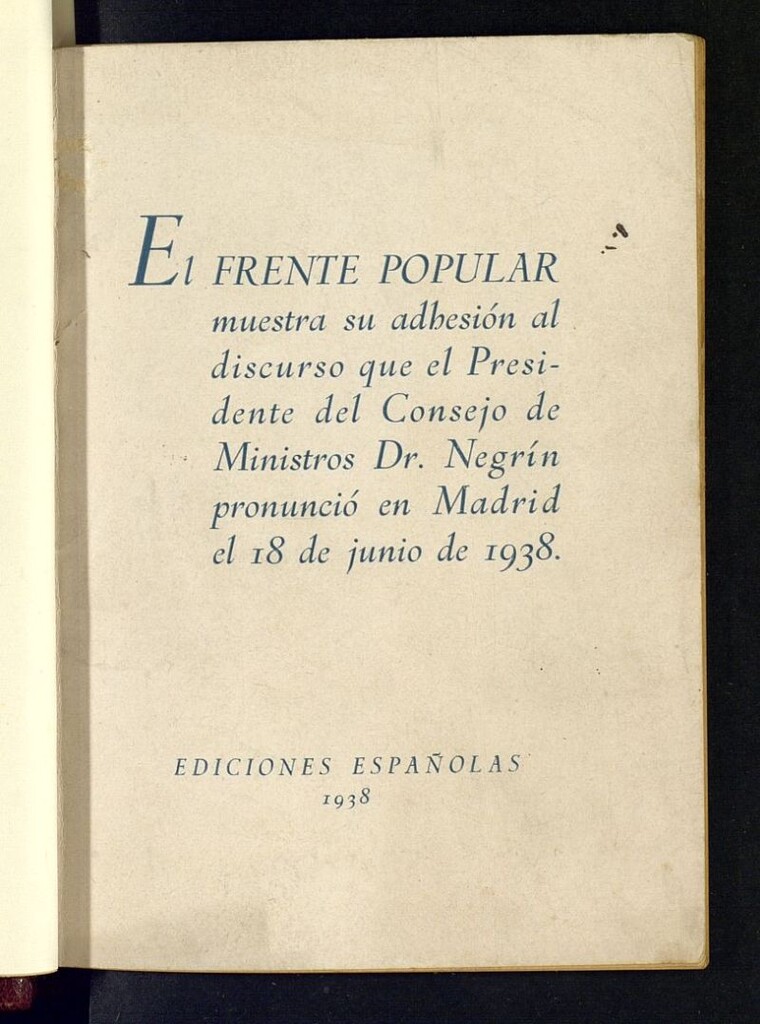 El FRENTE POPULAR
muestra su adhesión al
discurso que el Presi-
dente del Consejo de
Ministros Dr. Negrín
pronunció en Madrid
el 18 de junio de 1938.
EDICIONES ESPAÑOLAS
1938